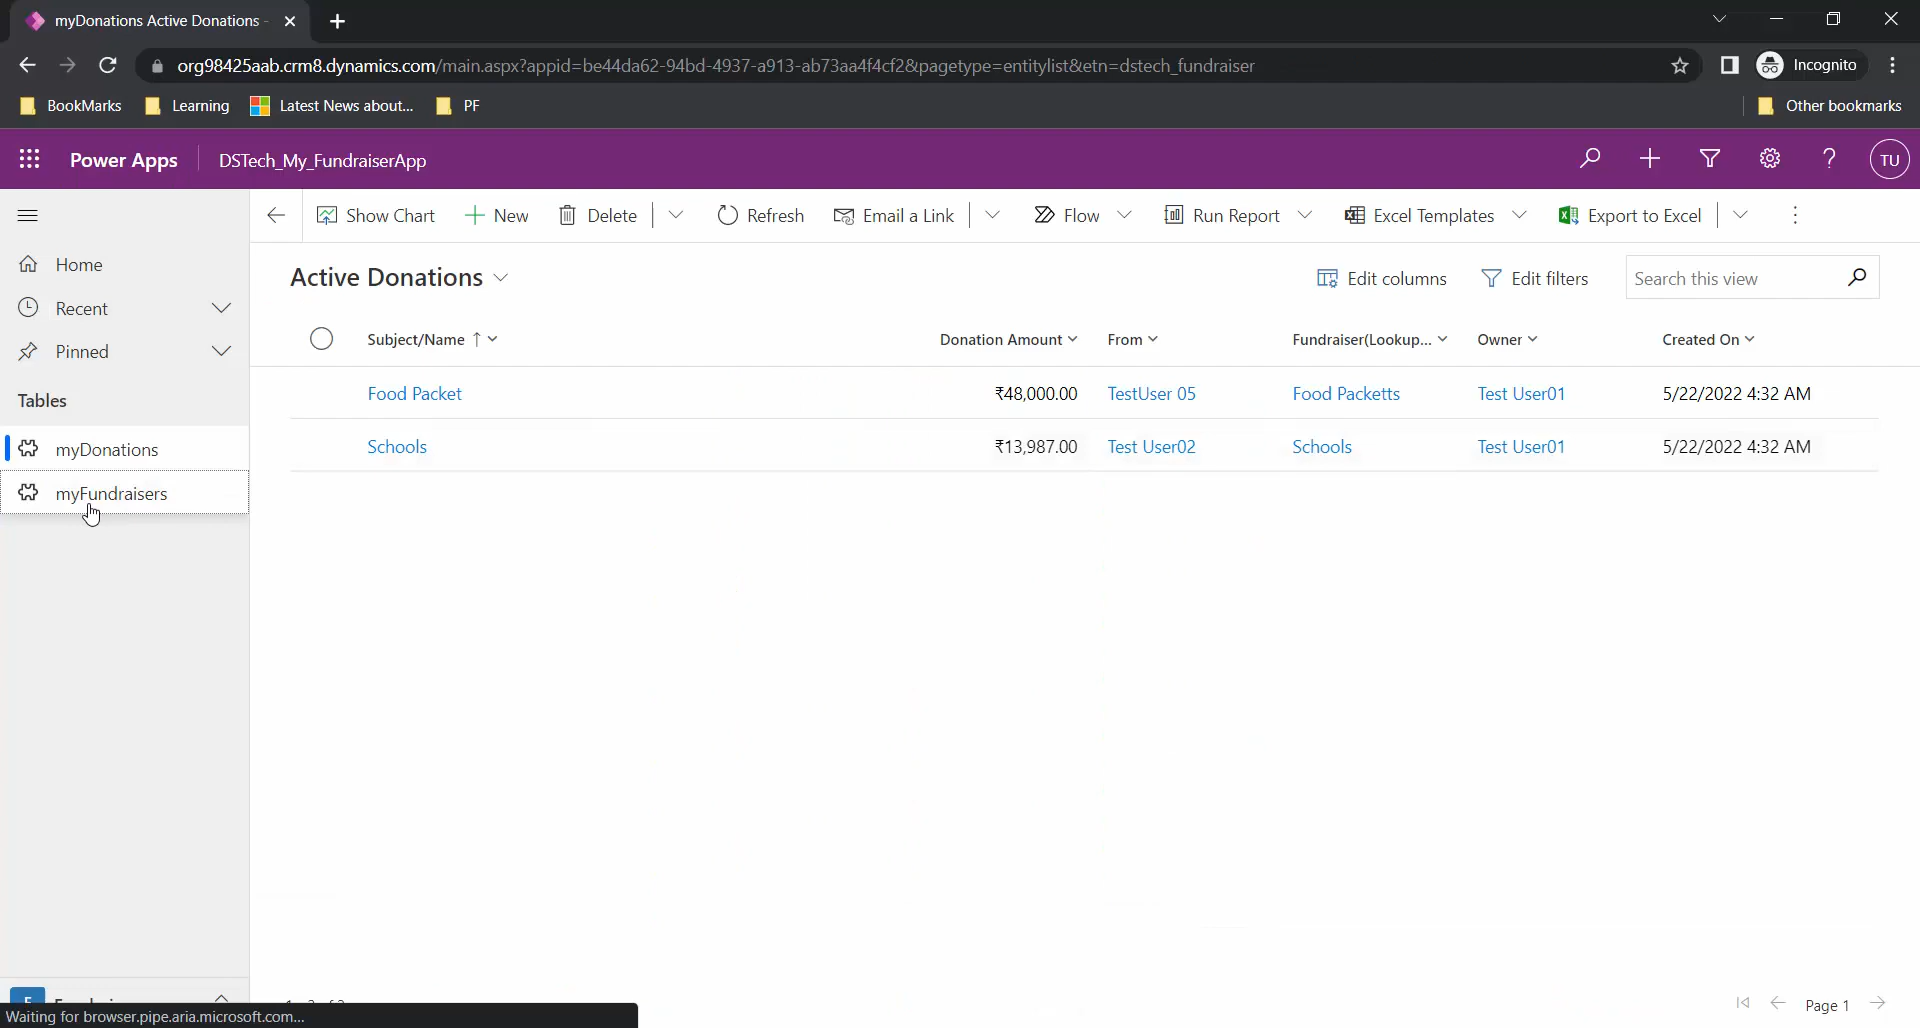 myDonations Active Donations -
org98425aab.crm8.dynamics.com/main.aspx?appid=be44da62-94bd-4937-a913-ab73aa4f4cf2&pagetype=entitylist&etn=dstech_fundraiser
Incognito
BookMarks Learning Latest News about... PF Other bookmarks
Power Apps DSTech_My_FundraiserApp TU
Show Chart New Delete Refresh Email a Link Flow Run Report Excel Templates Export to Excel
Home
Recent
Pinned
Tables
myDonations
myFundraisers
Active Donations Edit columns Edit filters Search this view
Subject/Name Donation Amount From Fundraiser(Lookup... Owner Created On
Food Packet ₹48,000.00 TestUser 05 Food Packetts Test User01 5/22/2022 4:32 AM
Schools ₹13,987.00 Test User02 Schools Test User01 5/22/2022 4:32 AM
Page 1
Waiting for browser.pipe.aria.microsoft.com...